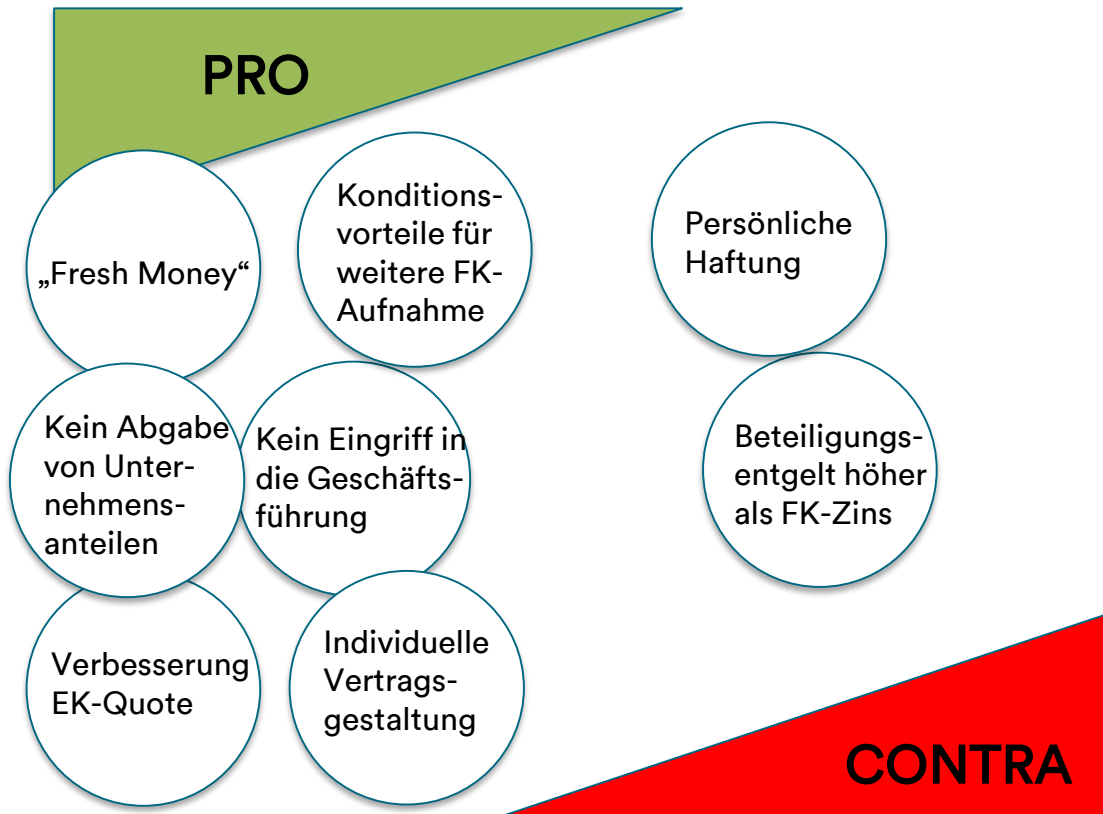 PRO
„Fresh Money“
Konditions-
vorteile für
weitere FK-
Aufnahme
Persönliche
Haftung
Kein Abgabe
von Unter-
nehmens-
anteilen
Kein Eingriff in
die Geschäfts-
führung
Beteiligungs-
entgelt höher
als FK-Zins
Verbesserung
EK-Quote
Individuelle
Vertrags-
gestaltung
CONTRA